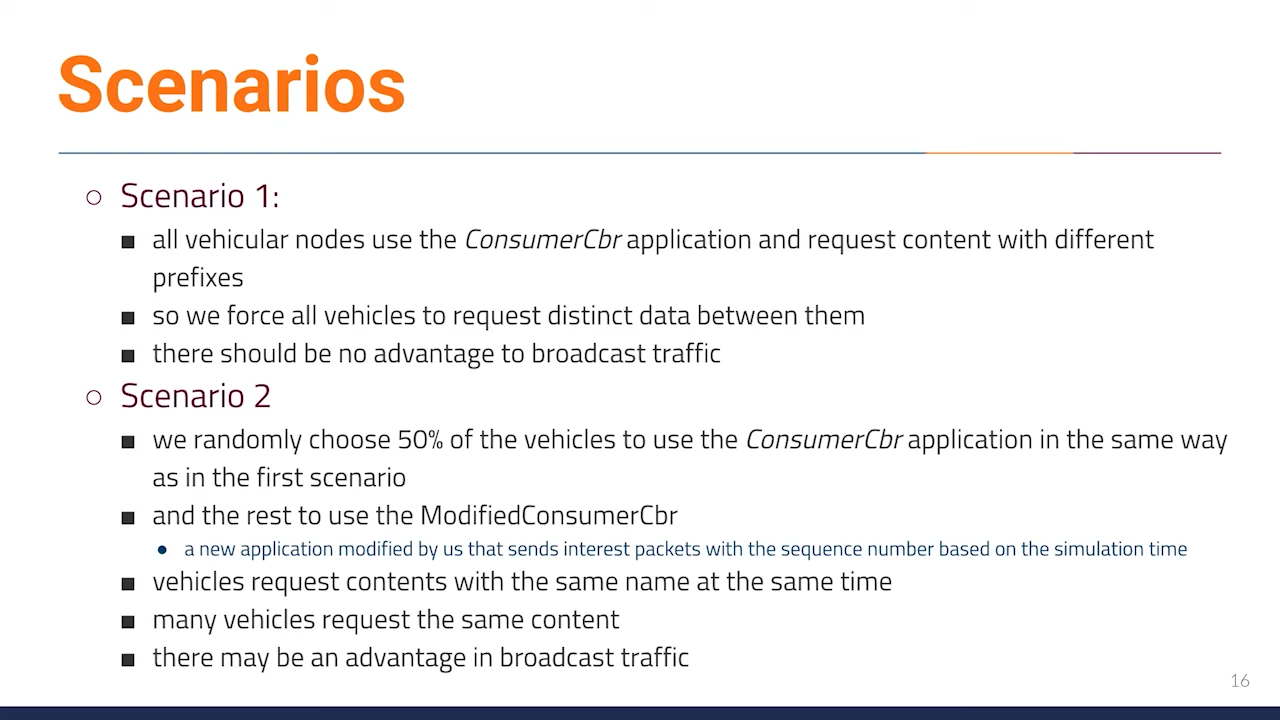 Scenarios
○ Scenario 1:
■ all vehicular nodes use the ConsumerCbr application and request content with different
prefixes
■ so we force all vehicles to request distinct data between them
■ there should be no advantage to broadcast traffic
○ Scenario 2
■ we randomly choose 50% of the vehicles to use the ConsumerCbr application in the same way
as in the first scenario
■ and the rest to use the ModifiedConsumerCbr
● a new application modified by us that sends interest packets with the sequence number based on the simulation time
■ vehicles request contents with the same name at the same time
■ many vehicles request the same content
■ there may be an advantage in broadcast traffic
16